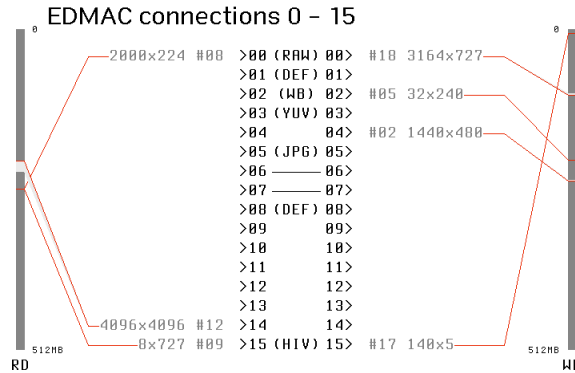 EDMAC connections 0 - 15
0 0
2000x224 #08 >00 (RAW) 00> #18 3164x727
>01 (DEF) 01>
>02 (WB) 02> #05 32x240
>03 (YUV) 03>
>04 04> #02 1440x480
>05 (JPG) 05>
>06 06>
>07 07>
>08 (DEF) 08>
>09 09>
>10 10>
>11 11>
>12 12>
>13 13>
4096x4096 #12 >14 14>
8x727 #09 >15 (HIV) 15> #17 140x5
512MB 512MB
RD